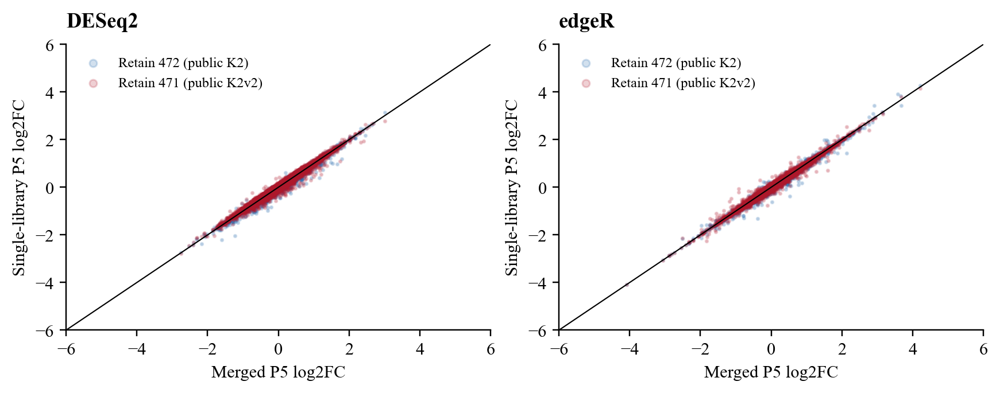 DESeq2
6
4
2
0
−2
−4
−6
Single-library P5 log2FC
Retain 472 (public K2)
Retain 471 (public K2v2)
−6
−4
−2
0
2
4
6
Merged P5 log2FC
edgeR
6
4
2
0
−2
−4
−6
Single-library P5 log2FC
Retain 472 (public K2)
Retain 471 (public K2v2)
−6
−4
−2
0
2
4
6
Merged P5 log2FC